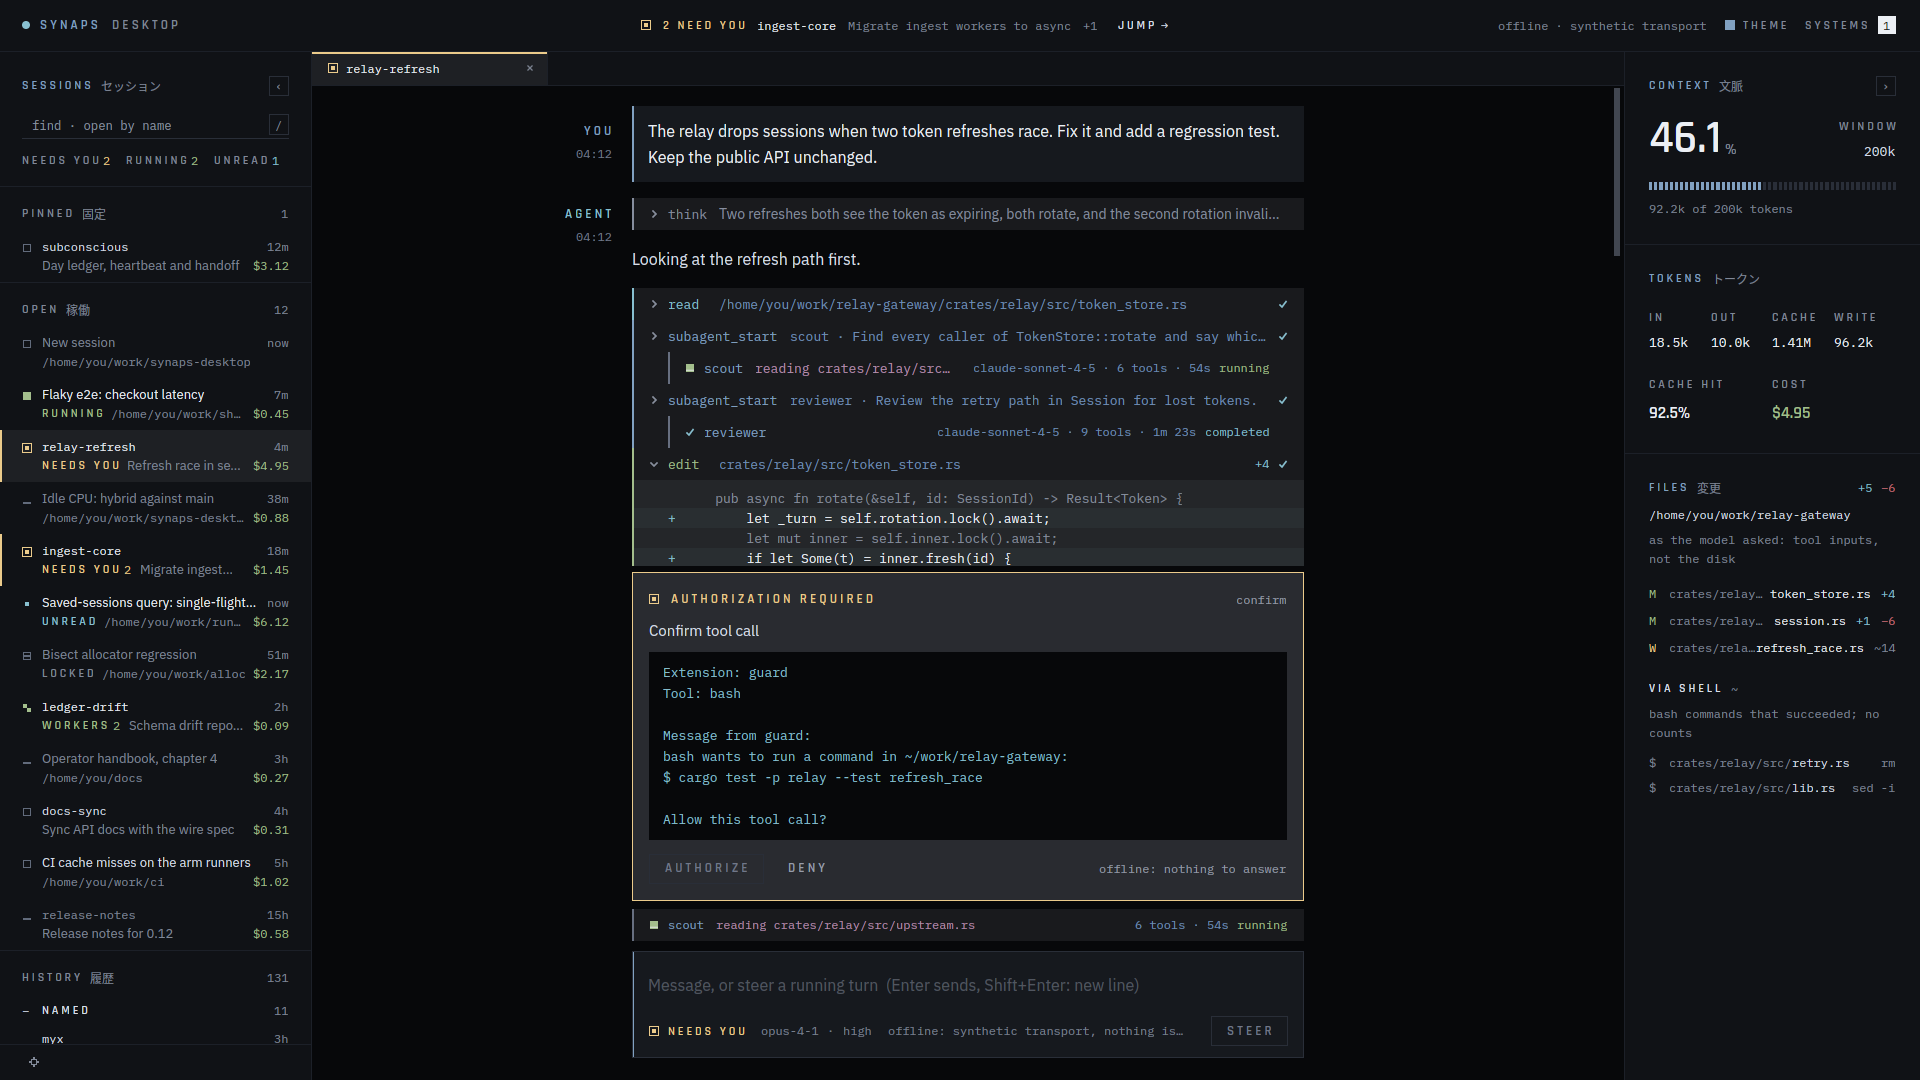 SYNAPS DESKTOP
2 NEED YOU ingest-core Migrate ingest workers to async +1 JUMP →
offline · synthetic transport THEME SYSTEMS 1
SESSIONS セッション ‹
find · open by name /
NEEDS YOU 2 RUNNING 2 UNREAD 1
PINNED 固定 1
subconscious 12m
Day ledger, heartbeat and handoff $3.12
OPEN 稼働 12
New session now
/home/you/work/synaps-desktop
Flaky e2e: checkout latency 7m
RUNNING /home/you/work/sh… $0.45
relay-refresh 4m
NEEDS YOU Refresh race in se… $4.95
Idle CPU: hybrid against main 38m
/home/you/work/synaps-deskt… $0.88
ingest-core 18m
NEEDS YOU 2 Migrate ingest… $1.45
Saved-sessions query: single-flight… now
UNREAD /home/you/work/run… $6.12
Bisect allocator regression 51m
LOCKED /home/you/work/alloc $2.17
ledger-drift 2h
WORKERS 2 Schema drift repo… $0.09
Operator handbook, chapter 4 3h
/home/you/docs $0.27
docs-sync 4h
Sync API docs with the wire spec $0.31
CI cache misses on the arm runners 5h
/home/you/work/ci $1.02
release-notes 15h
Release notes for 0.12 $0.58
HISTORY 履歴 131
– NAMED 11
myx 3h
relay-refresh ×
YOU
04:12
The relay drops sessions when two token refreshes race. Fix it and add a regression test.
Keep the public API unchanged.
AGENT
04:12
› think Two refreshes both see the token as expiring, both rotate, and the second rotation invali…
Looking at the refresh path first.
› read /home/you/work/relay-gateway/crates/relay/src/token_store.rs ✓
› subagent_start scout · Find every caller of TokenStore::rotate and say whic… ✓
scout reading crates/relay/src… claude-sonnet-4-5 · 6 tools · 54s running
› subagent_start reviewer · Review the retry path in Session for lost tokens. ✓
✓ reviewer claude-sonnet-4-5 · 9 tools · 1m 23s completed
edit crates/relay/src/token_store.rs +4 ✓
pub async fn rotate(&self, id: SessionId) -> Result<Token> {
+ let _turn = self.rotation.lock().await;
let mut inner = self.inner.lock().await;
+ if let Some(t) = inner.fresh(id) {
AUTHORIZATION REQUIRED confirm
Confirm tool call
Extension: guard
Tool: bash
Message from guard:
bash wants to run a command in ~/work/relay-gateway:
$ cargo test -p relay --test refresh_race
Allow this tool call?
AUTHORIZE DENY offline: nothing to answer
scout reading crates/relay/src/upstream.rs 6 tools · 54s running
Message, or steer a running turn (Enter sends, Shift+Enter: new line)
NEEDS YOU opus-4-1 · high offline: synthetic transport, nothing is… STEER
CONTEXT 文脈 ›
46.1% WINDOW
200k
92.2k of 200k tokens
TOKENS トークン
IN OUT CACHE WRITE
18.5k 10.0k 1.41M 96.2k
CACHE HIT COST
92.5% $4.95
FILES 変更 +5 −6
/home/you/work/relay-gateway
as the model asked: tool inputs,
not the disk
M crates/relay… token_store.rs +4
M crates/relay… session.rs +1 −6
W crates/rela…refresh_race.rs ~14
VIA SHELL ~
bash commands that succeeded; no
counts
$ crates/relay/src/retry.rs rm
$ crates/relay/src/lib.rs sed -i